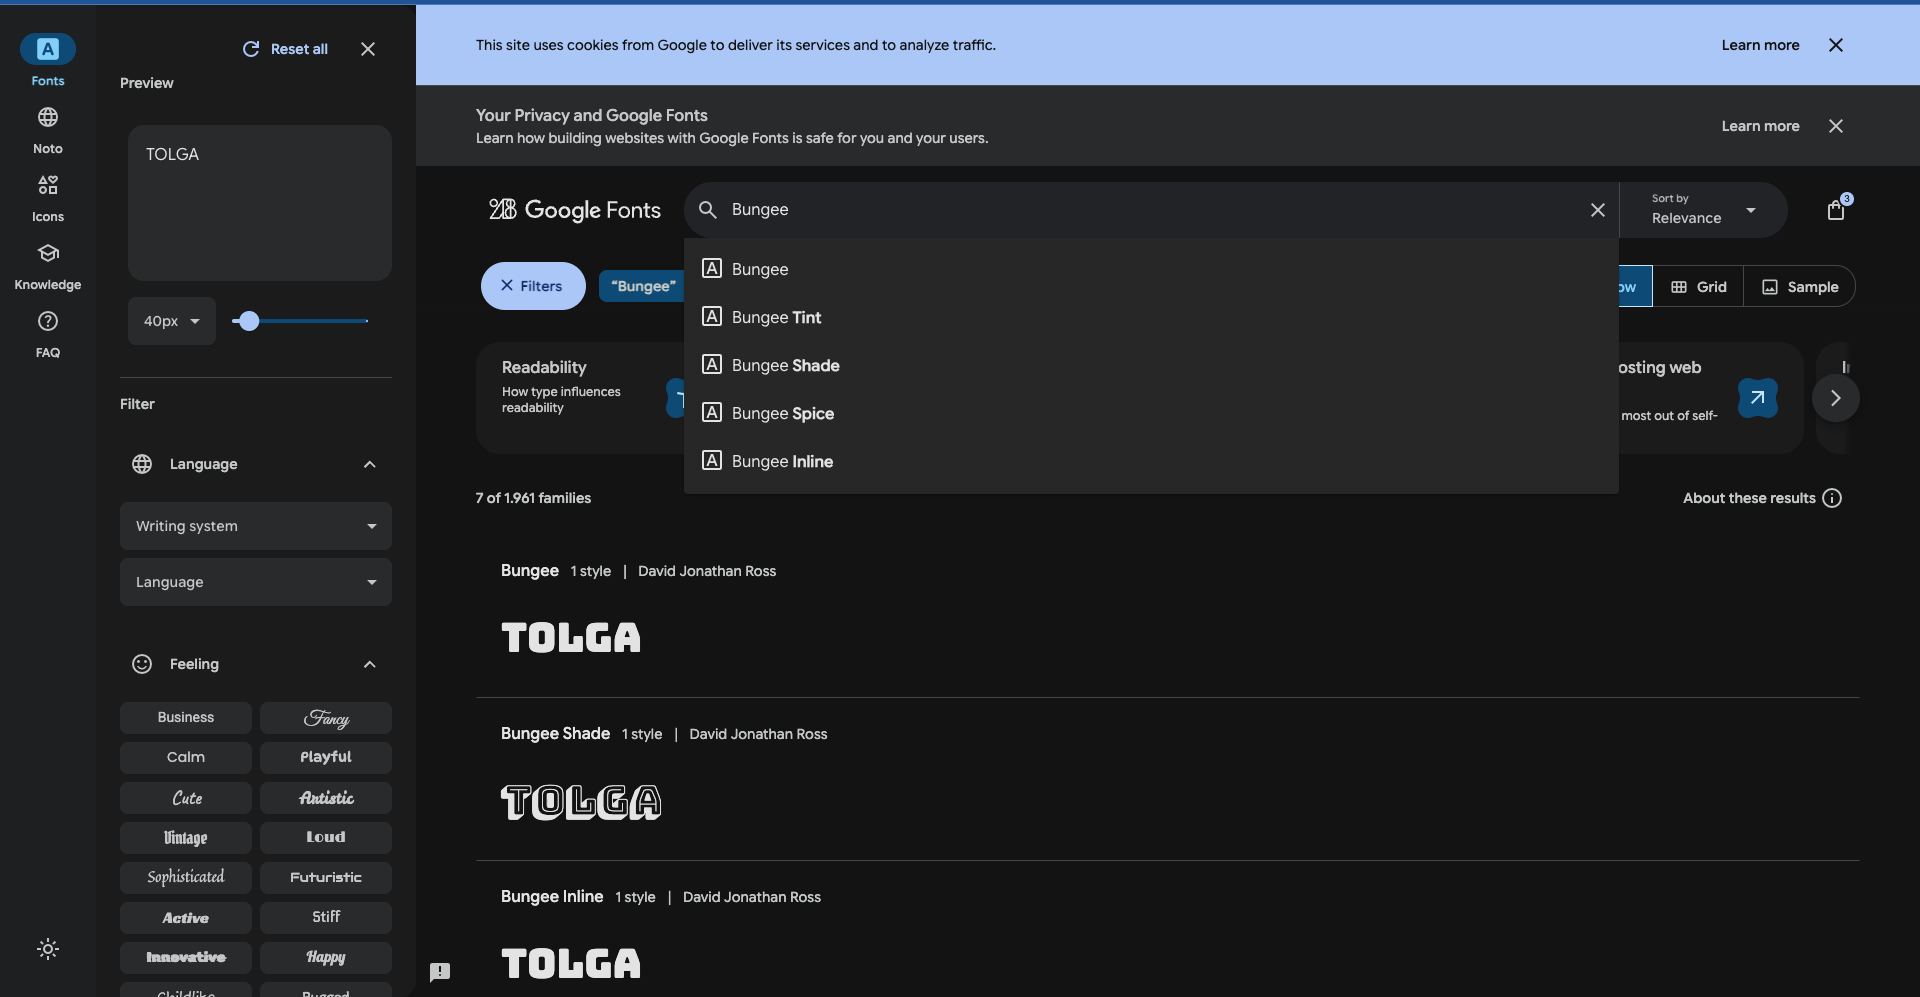 Fonts
Noto
Icons
Knowledge
FAQ
Reset all
Preview
TOLGA
40px
Filter
Language
Writing system
Language
Feeling
Business
Fancy
Calm
Playful
Cute
Artistic
Vintage
Loud
Sophisticated
Futuristic
Active
Stiff
Innovative
Happy
Childlike
Rugged
This site uses cookies from Google to deliver its services and to analyze traffic.
Learn more
Your Privacy and Google Fonts
Learn how building websites with Google Fonts is safe for you and your users.
Learn more
Google Fonts
Bungee
Sort by
Relevance
3
Filters
"Bungee"
Bungee
Bungee Tint
Bungee Shade
Bungee Spice
Bungee Inline
ow
Grid
Sample
Readability
How type influences
readability
osting web
most out of self-
7 of 1.961 families
About these results
Bungee 1 style | David Jonathan Ross
TOLGA
Bungee Shade 1 style | David Jonathan Ross
TOLGA
Bungee Inline 1 style | David Jonathan Ross
TOLGA